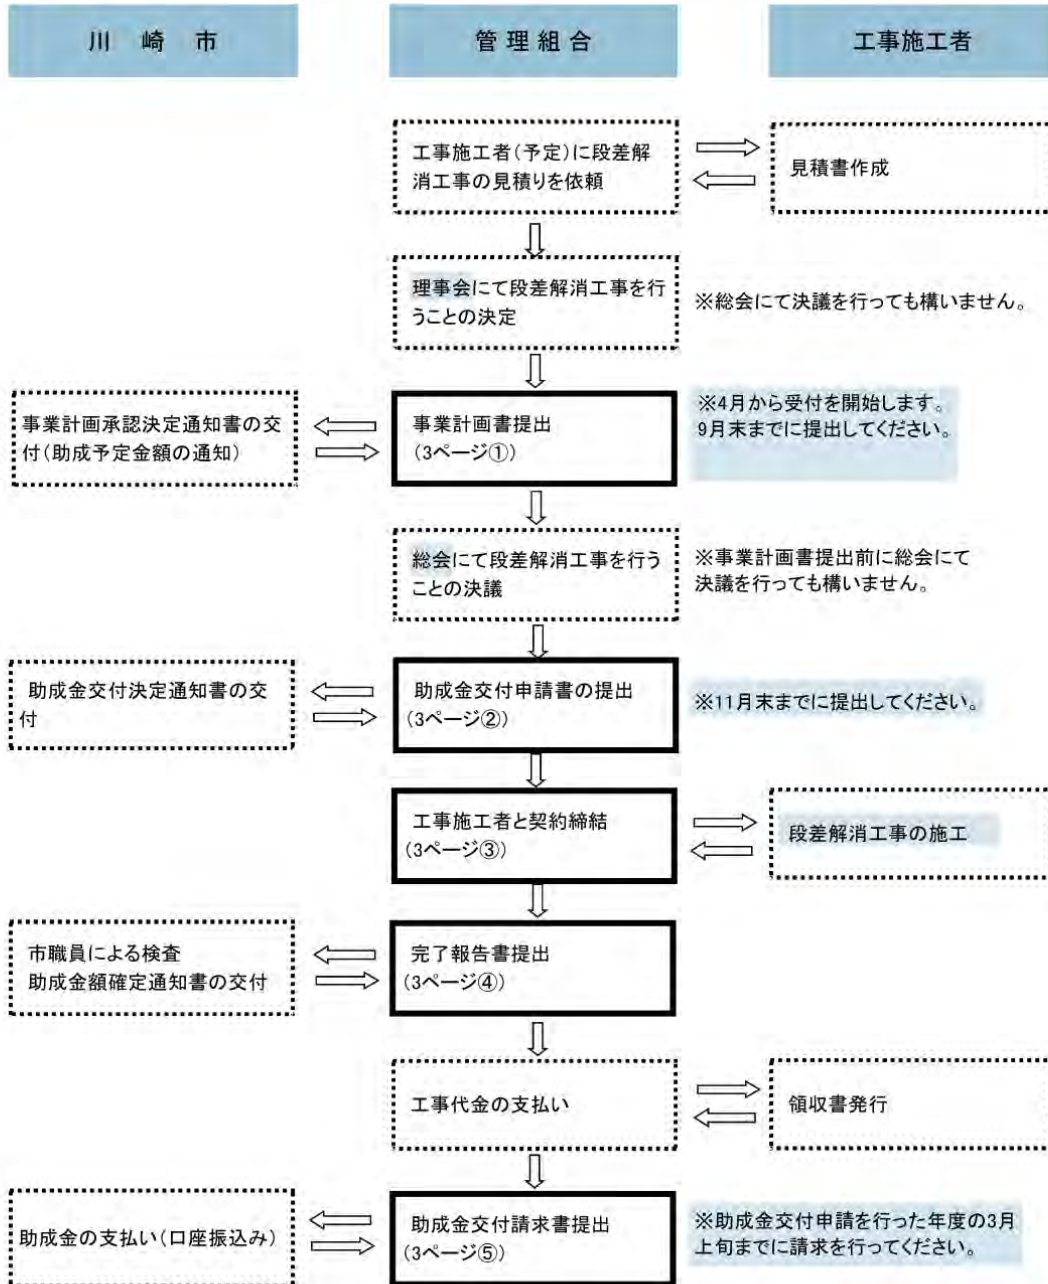 川崎市
管理組合
工事施工者
工事施工者(予定)に段差解
消工事の見積りを依頼
見積書作成
理事会にて段差解消工事を行
うことの決定
※総会にて決議を行っても構いません。
事業計画承認決定通知書の交
付(助成予定金額の通知)
事業計画書提出
(3ページ①)
※4月から受付を開始します。
9月末までに提出してください。
総会にて段差解消工事を行う
ことの決議
※事業計画書提出前に総会にて
決議を行っても構いません。
助成金交付決定通知書の交
付
助成金交付申請書の提出
(3ページ②)
※11月末までに提出してください。
工事施工者と契約締結
(3ページ③)
段差解消工事の施工
市職員による検査
助成金額確定通知書の交付
完了報告書提出
(3ページ④)
工事代金の支払い
領収書発行
助成金の支払い(口座振込み)
助成金交付請求書提出
(3ページ⑤)
※助成金交付申請を行った年度の3月
上旬までに請求を行ってください。